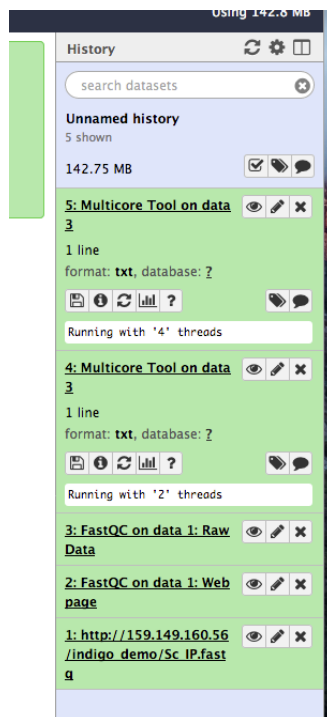 Using 142.8 MB
History
search datasets
Unnamed history
5 shown
142.75 MB
5: Multicore Tool on data
3
1 line
format: txt, database: ?
?
Running with '4' threads
4: Multicore Tool on data
3
1 line
format: txt, database: ?
?
Running with '2' threads
3: FastQC on data 1: Raw
Data
2: FastQC on data 1: Web
page
1: http://159.149.160.56
/indigo_demo/Sc_IP.fast
q